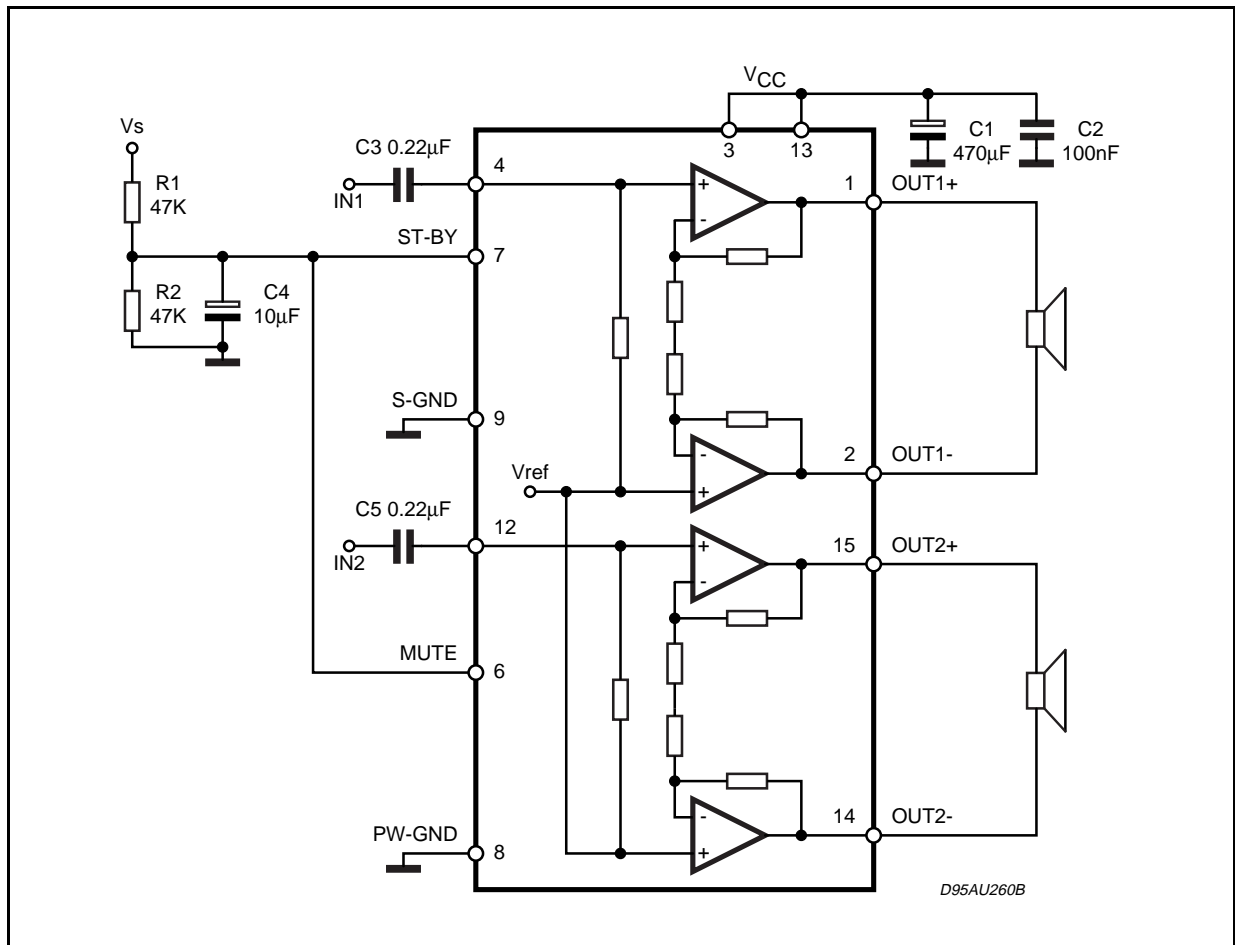 VCC
Vs
C3 0.22μF
4
3
13
C1
470μF
C2
100nF
R1
47K
IN1
+
-
1
OUT1+
ST-BY
7
R2
47K
C4
10μF
S-GND
9
-
+
2
OUT1-
Vref
C5 0.22μF
12
IN2
+
-
15
OUT2+
MUTE
6
-
+
14
OUT2-
PW-GND
8
D95AU260B